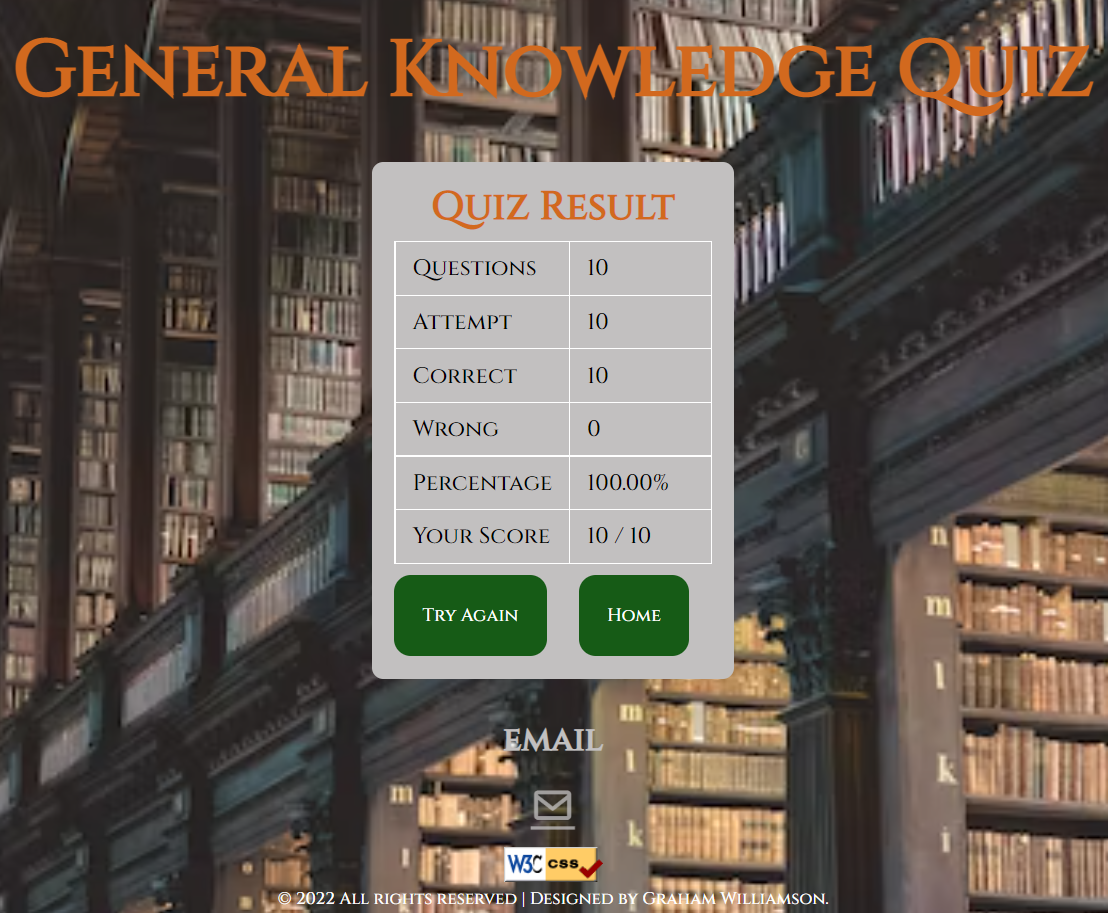 General Knowledge Quiz
Quiz Result
Questions 10
Attempt 10
Correct 10
Wrong 0
Percentage 100.00%
Your Score 10 / 10
Try Again Home
n
m
l
m
EMAIL
l
k
m
k
i
l
W3C css
© 2022 All rights reserved | Designed by Graham Williamson.